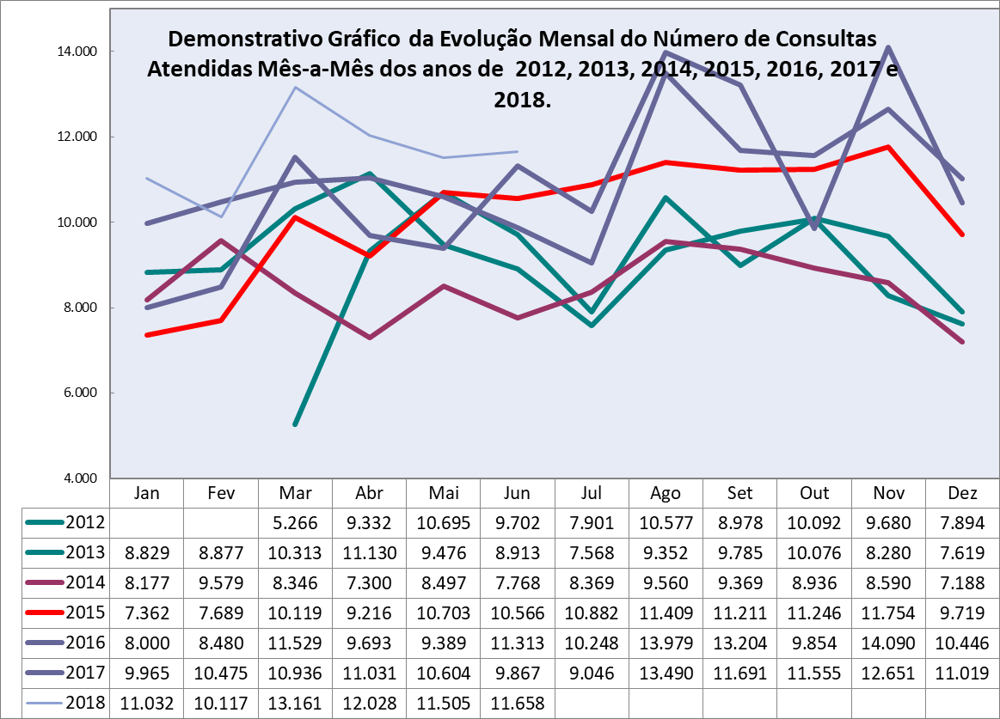 Demonstrativo Gráfico da Evolução Mensal do Número de Consultas
Atendidas Mês-a-Mês dos anos de 2012, 2013, 2014, 2015, 2016, 2017 e
2018.
14.000
12.000
10.000
8.000
6.000
4.000
Jan Fev Mar Abr Mai Jun Jul Ago Set Out Nov Dez
2012 5.266 9.332 10.695 9.702 7.901 10.577 8.978 10.092 9.680 7.894
2013 8.829 8.877 10.313 11.130 9.476 8.913 7.568 9.352 9.785 10.076 8.280 7.619
2014 8.177 9.579 8.346 7.300 8.497 7.768 8.369 9.560 9.369 8.936 8.590 7.188
2015 7.362 7.689 10.119 9.216 10.703 10.566 10.882 11.409 11.211 11.246 11.754 9.719
2016 8.000 8.480 11.529 9.693 9.389 11.313 10.248 13.979 13.204 9.854 14.090 10.446
2017 9.965 10.475 10.936 11.031 10.604 9.867 9.046 13.490 11.691 11.555 12.651 11.019
2018 11.032 10.117 13.161 12.028 11.505 11.658